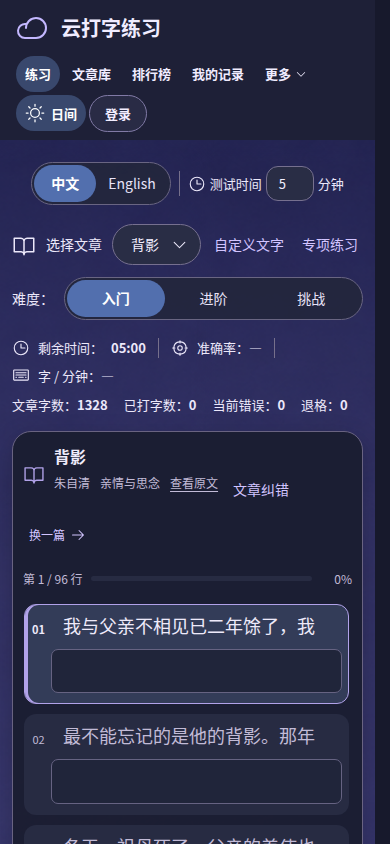 云打字练习
练习 文章库 排行榜 我的记录 更多
日间 登录
中文 English 测试时间 5 分钟
选择文章 背影 自定义文字 专项练习
难度： 入门 进阶 挑战
剩余时间： 05:00 准确率：—
字 / 分钟：—
文章字数：1328 已打字数：0 当前错误：0 退格：0
背影
朱自清 亲情与思念 查看原文 文章纠错
换一篇
第 1 / 96 行 0%
01 我与父亲不相见已二年馀了，我
02 最不能忘记的是他的背影。那年